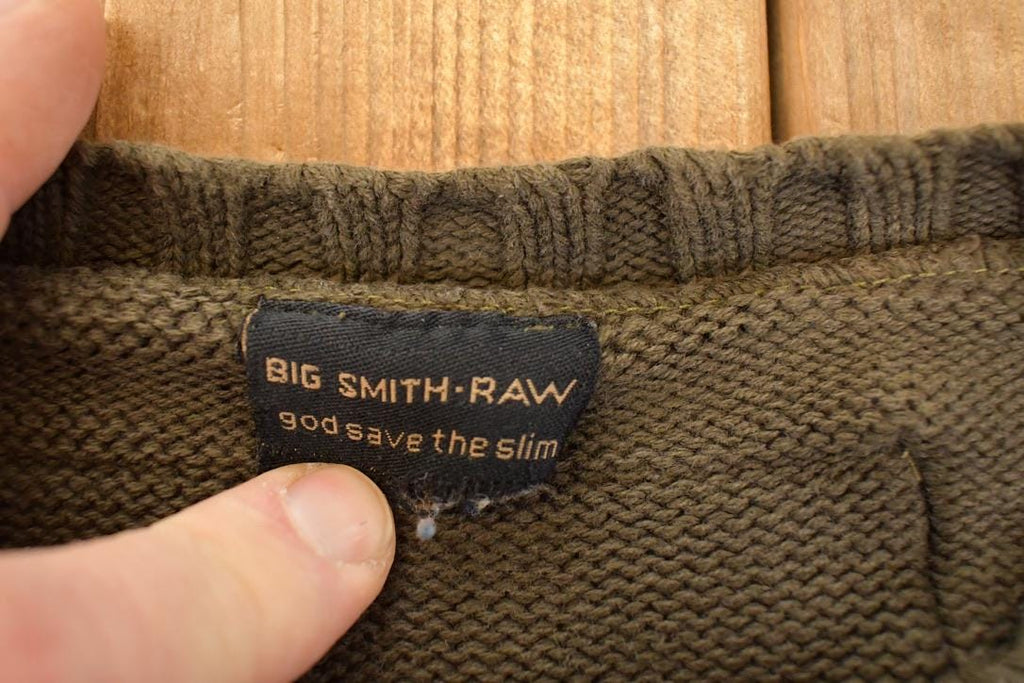 BIG SMITH·RAW
god save the slim